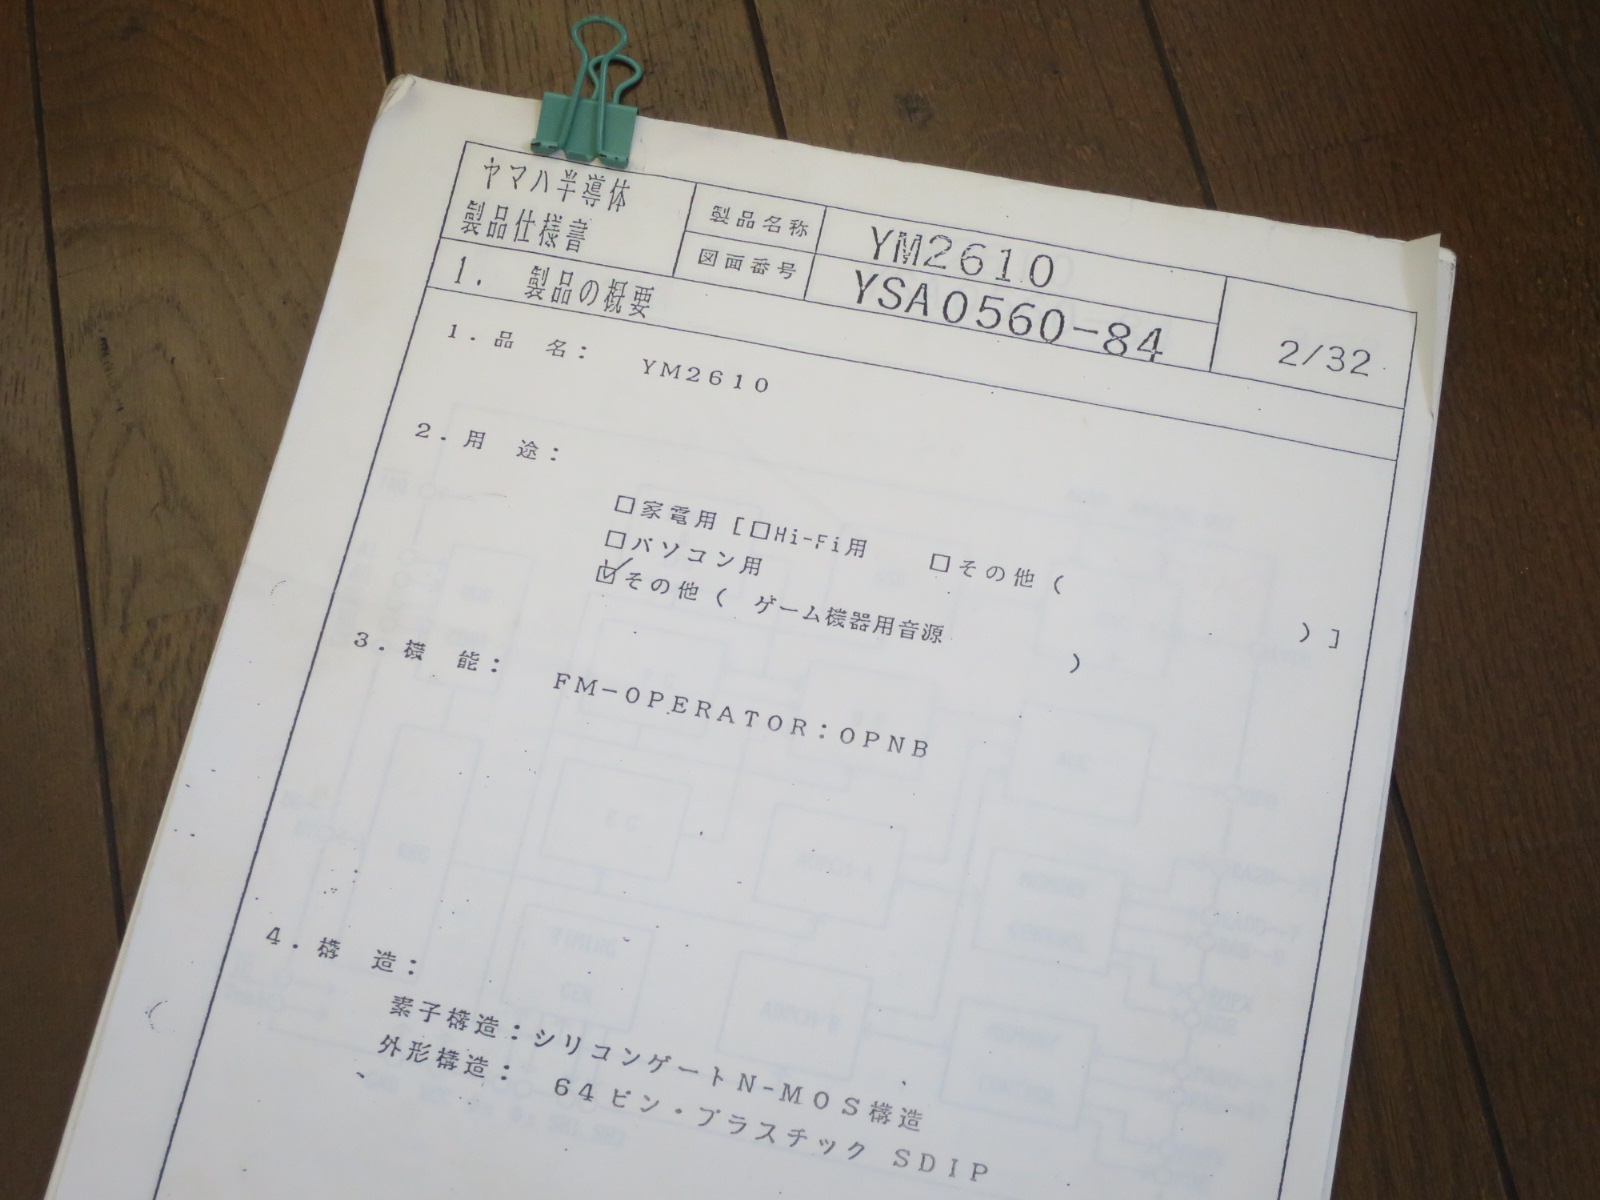 ヤマハ半導体
製品仕様書
製品名称
YM2610
図面番号
YSA0560-84
2/32
1. 製品の概要
1.品 名: YM2610
2.用 途:
□家電用[□Hi-Fi用 □その他( )]
□パソコン用
☑その他( ゲーム機器用音源 )
3.機 能: FM-OPERATOR:OPNB
4.構 造:
素子構造:シリコンゲートN-MOS構造
外形構造: 64ピン・プラスチック SDIP